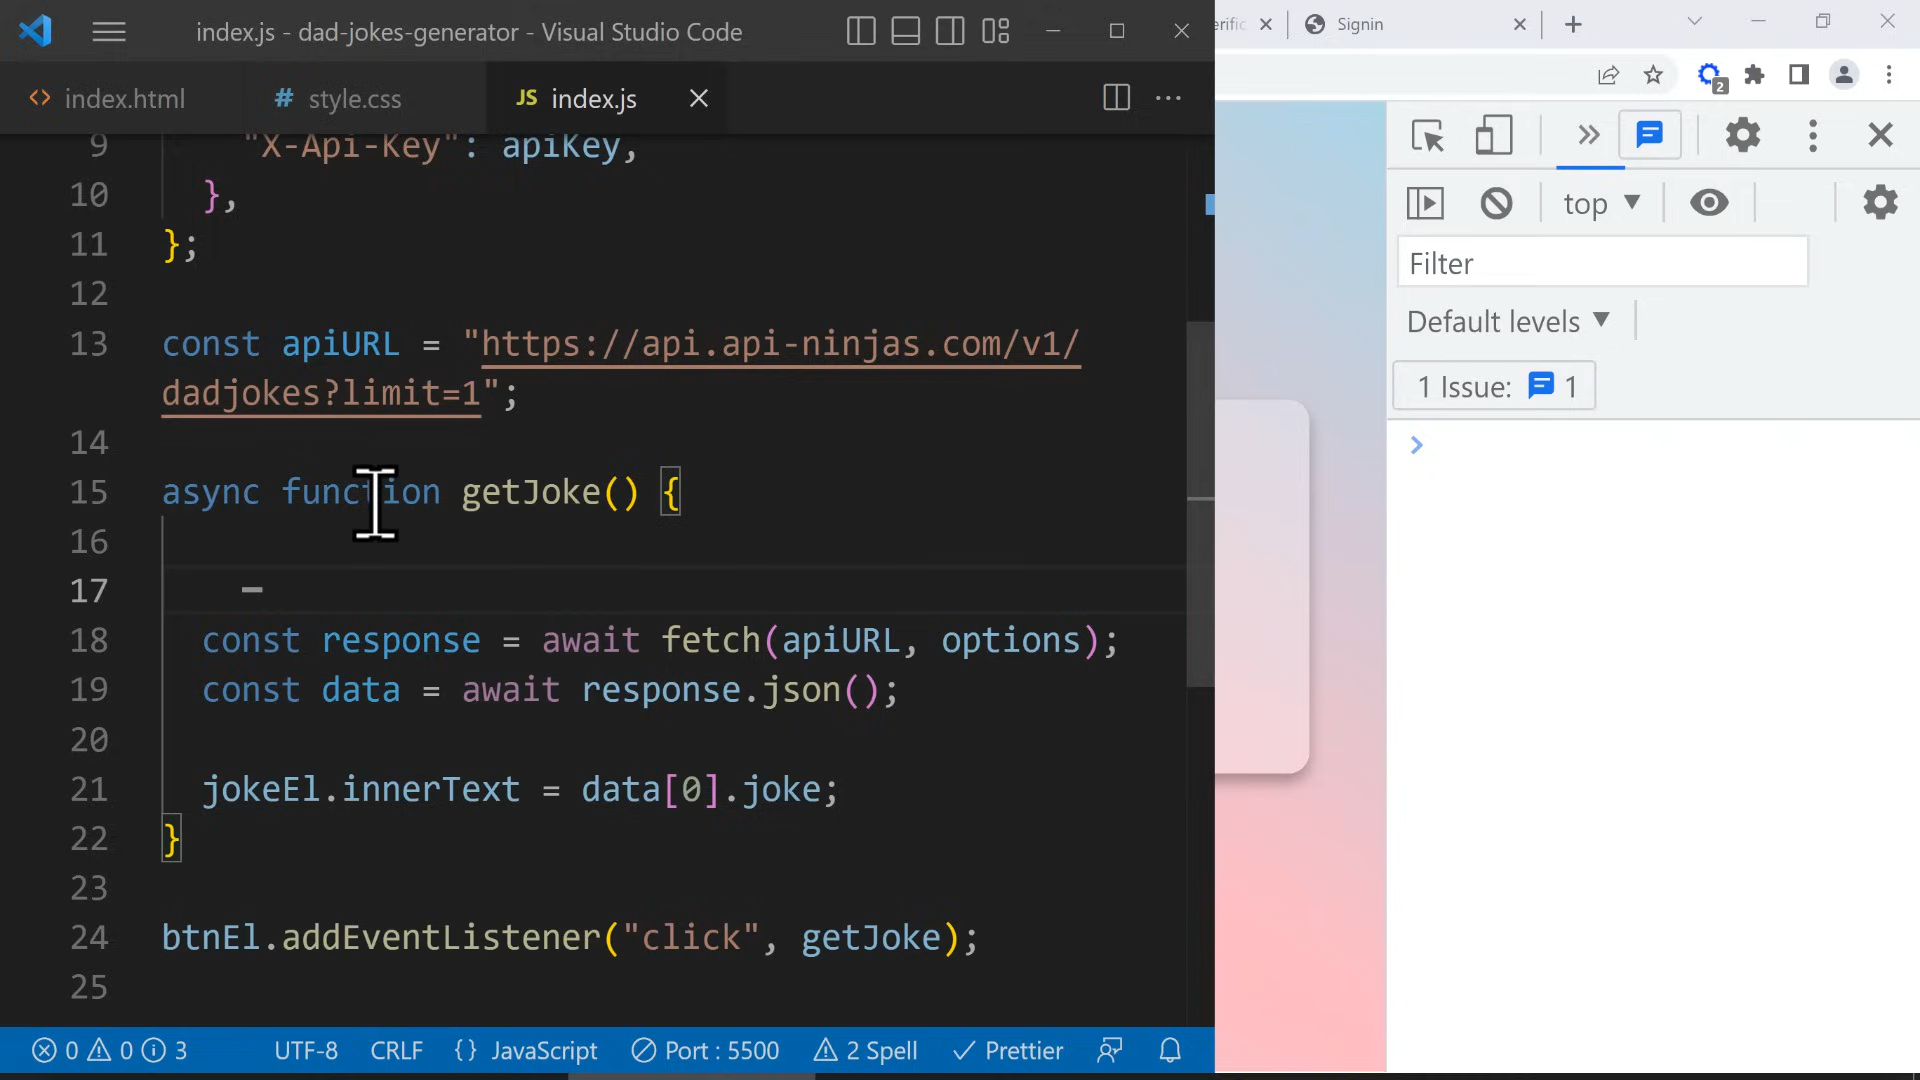 index.js - dad-jokes-generator - Visual Studio Code
index.html
# style.css
JS index.js
9 "X-Api-Key": apiKey,
10 },
11 };
12
13 const apiURL = "https://api.api-ninjas.com/v1/
dadjokes?limit=1";
14
15 async function getJoke() {
16
17
18 const response = await fetch(apiURL, options);
19 const data = await response.json();
20
21 jokeEl.innerText = data[0].joke;
22 }
23
24 btnEl.addEventListener("click", getJoke);
25
0 0 3 UTF-8 CRLF {} JavaScript Port : 5500 2 Spell Prettier
Signin
2
top
Filter
Default levels
1 Issue: 1